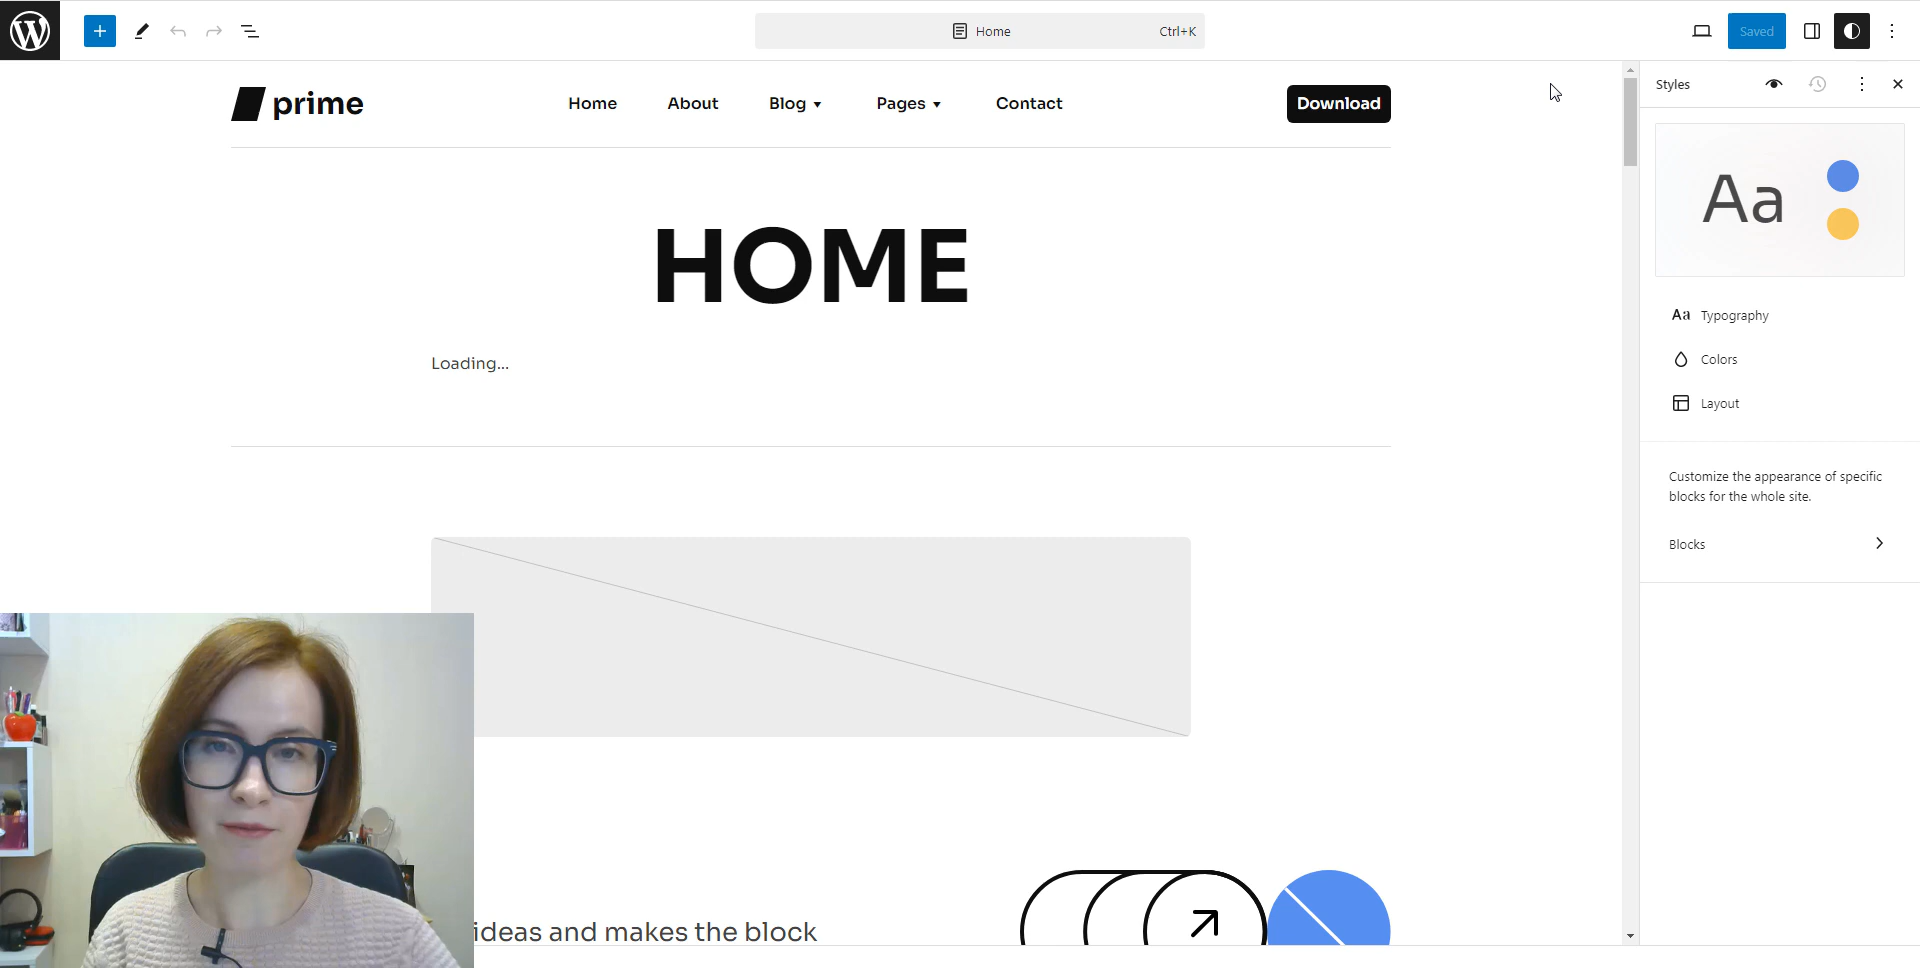 Home
Ctrl+K
Saved
prime
Home
About
Blog
Pages
Contact
Download
Styles
HOME
Aa
Aa Typography
Loading...
Colors
Layout
Customize the appearance of specific
blocks for the whole site.
Blocks
ideas and makes the block